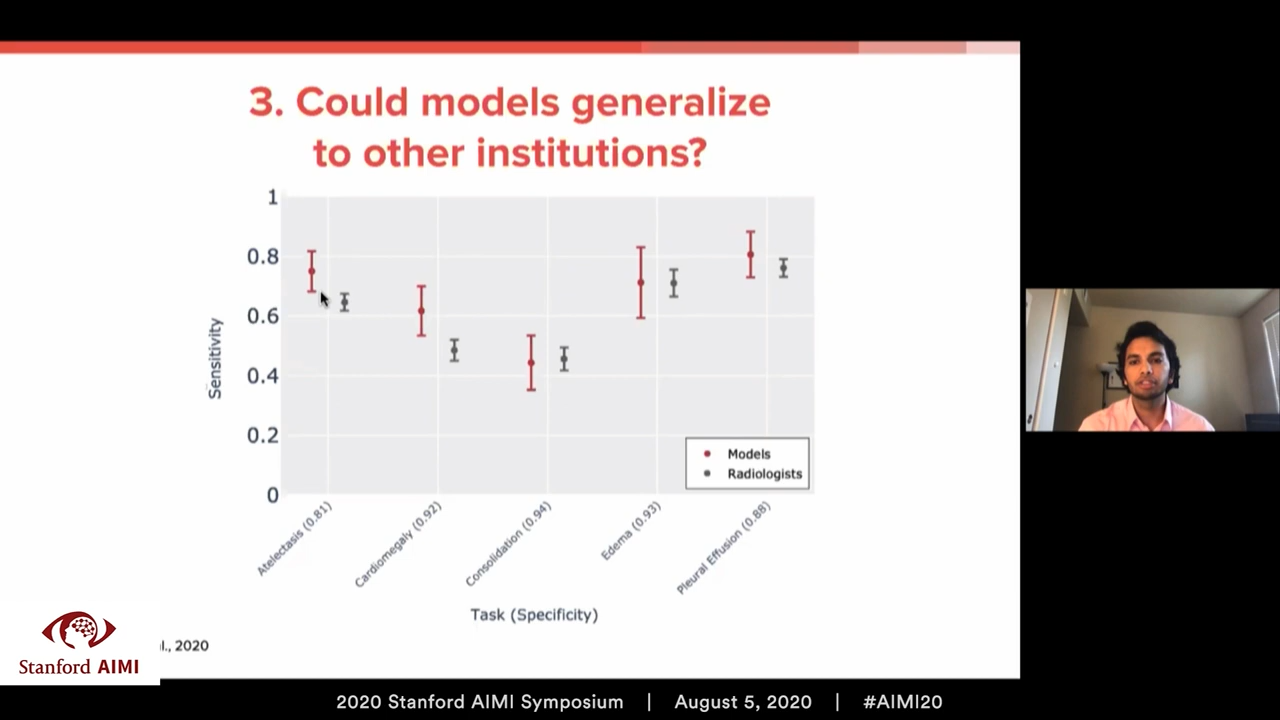 3. Could models generalize
to other institutions?
1
0.8
0.6
0.4
0.2
0
Sensitivity
Models
Radiologists
Atelectasis (0.81)
Cardiomegaly (0.92)
Consolidation (0.94)
Edema (0.93)
Pleural Effusion (0.88)
Task (Specificity)
2020
Stanford AIMI
2020 Stanford AIMI Symposium | August 5, 2020 | #AIMI20